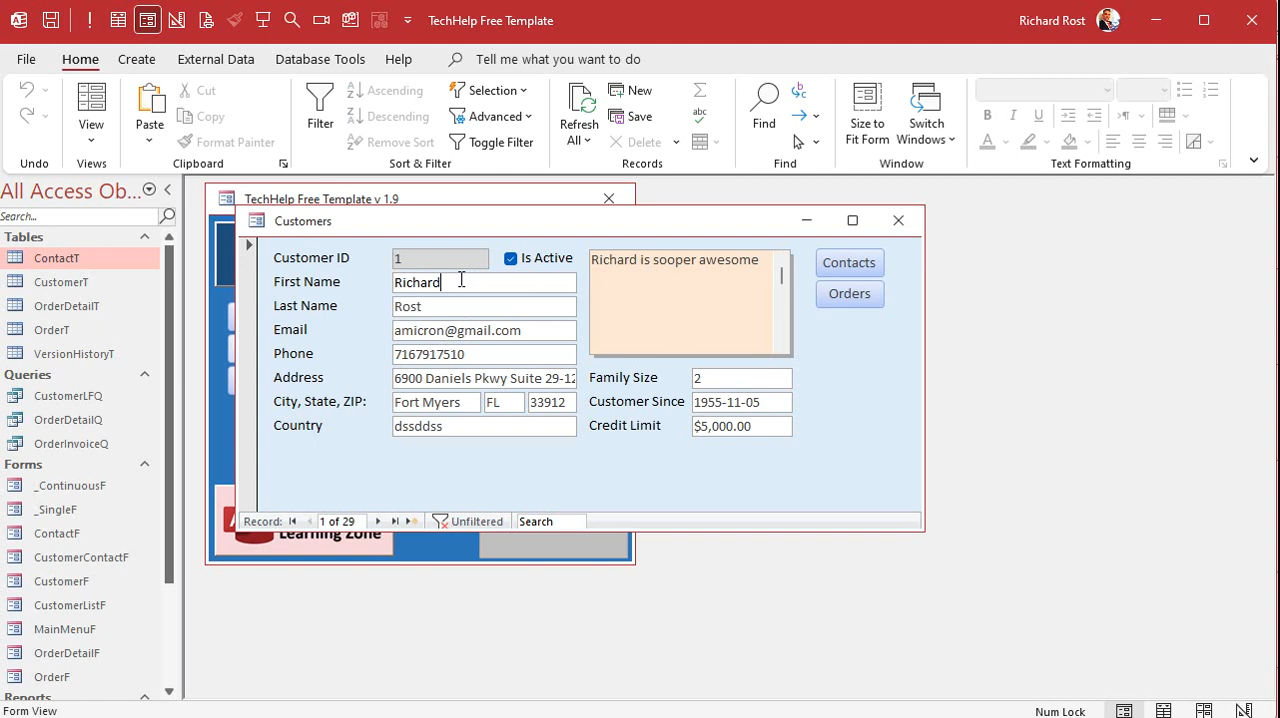 TechHelp Free Template
Richard Rost
File Home Create External Data Database Tools Help Tell me what you want to do
Undo
View
Views
Paste
Cut
Copy
Format Painter
Clipboard
Filter
Ascending
Descending
Remove Sort
Selection
Advanced
Toggle Filter
Sort & Filter
Refresh All
New
Save
Delete
Records
Find
Find
Size to Fit Form
Switch Windows
Window
B I U
A
Text Formatting
All Access Ob...
Search...
Tables
ContactT
CustomerT
OrderDetailT
OrderT
VersionHistoryT
Queries
CustomerLFQ
OrderDetailQ
OrderInvoiceQ
Forms
_ContinuousF
_SingleF
ContactF
CustomerContactF
CustomerF
CustomerListF
MainMenuF
OrderDetailF
OrderF
Reports
TechHelp Free Template v 1.9
Customers
Customer ID 1 Is Active
First Name Richard
Last Name Rost
Email amicron@gmail.com
Phone 7167917510
Address 6900 Daniels Pkwy Suite 29-12
City, State, ZIP: Fort Myers FL 33912
Country dssddss
Richard is sooper awesome
Family Size 2
Customer Since 1955-11-05
Credit Limit $5,000.00
Contacts
Orders
Record: 1 of 29 Unfiltered Search
Learning Zone
Form View
Num Lock